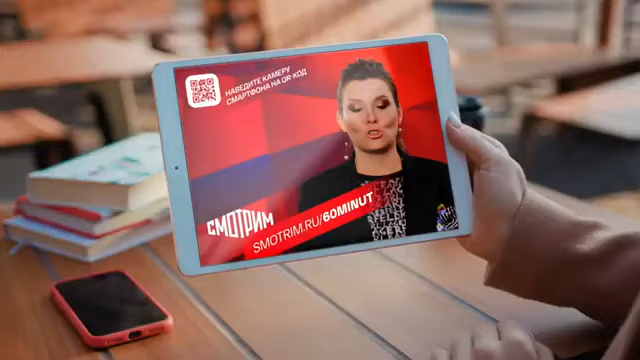 НАВЕДИТЕ КАМЕРУ
СМАРТФОНА НА QR-КОД
СМОТРИМ
SMOTRIM.RU/60MINUT